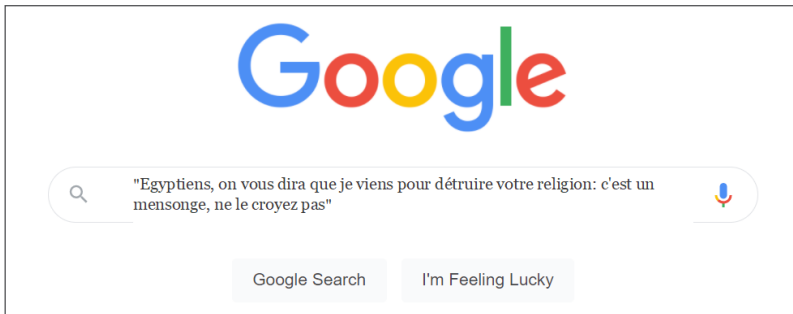 Google
"Egyptiens, on vous dira que je viens pour détruire votre religion: c'est un
mensonge, ne le croyez pas"
Google Search
I'm Feeling Lucky